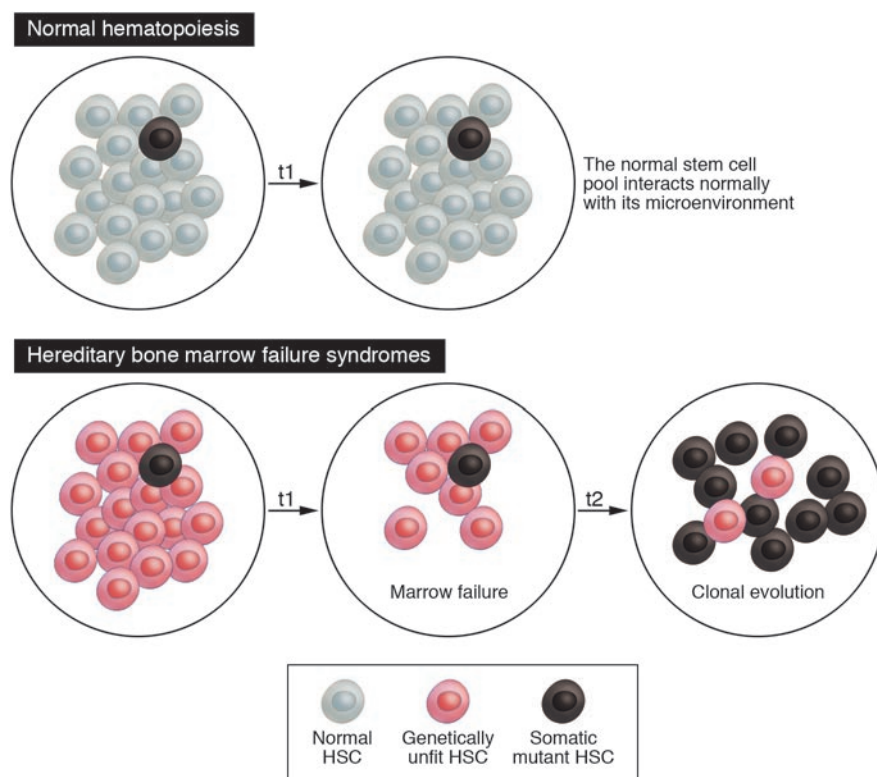 Normal hematopoiesis
t1
The normal stem cell
pool interacts normally
with its microenvironment
Hereditary bone marrow failure syndromes
t1
t2
Marrow failure
Clonal evolution
Normal
HSC
Genetically
unfit HSC
Somatic
mutant HSC